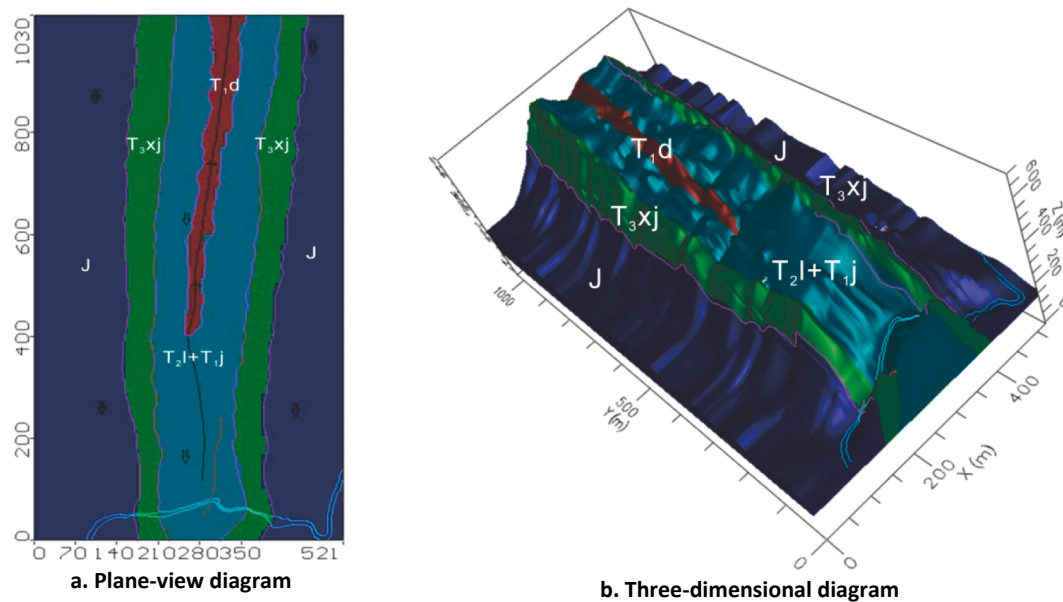 1030
800
600
400
200
0
0 70 140 210 280 350 521
T₁d
T₃xj
T₃xj
J
J
T₂l+T₁j
a. Plane-view diagram
J
T₁d
T₃xj
T₃xj
J
T₂l+T₁j
1000
500
Y(m)
0
0
200
400
X (m)
600
400
200
b. Three-dimensional diagram